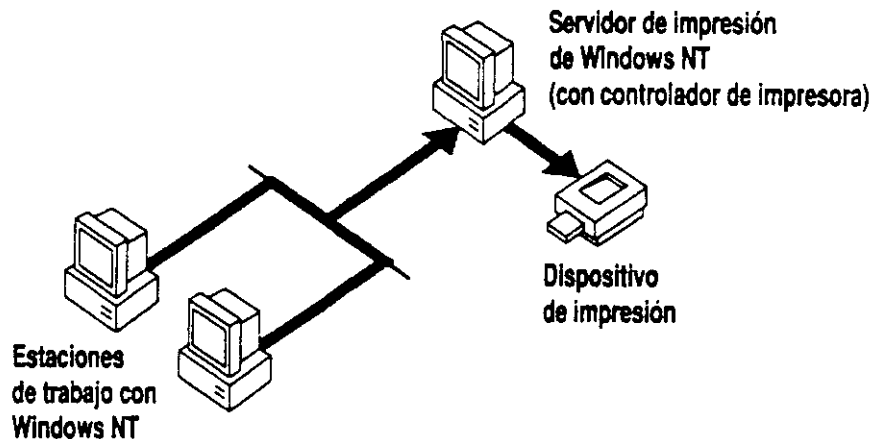 Servidor de impresión
de Windows NT
(con controlador de impresora)
Dispositivo
de impresión
Estaciones
de trabajo con
Windows NT